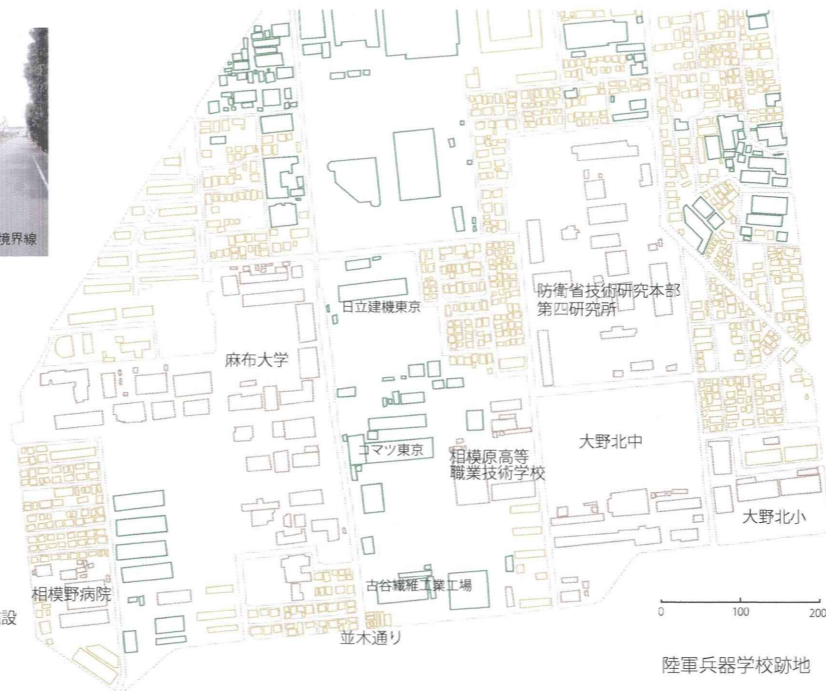 境界線
日立建機東京
防衛省技術研究本部
第四研究所
麻布大学
コマツ東京
相模原高等
職業技術学校
大野北中
大野北小
相模野病院
古谷繊維工業工場
設
並木通り
0 100 200
陸軍兵器学校跡地